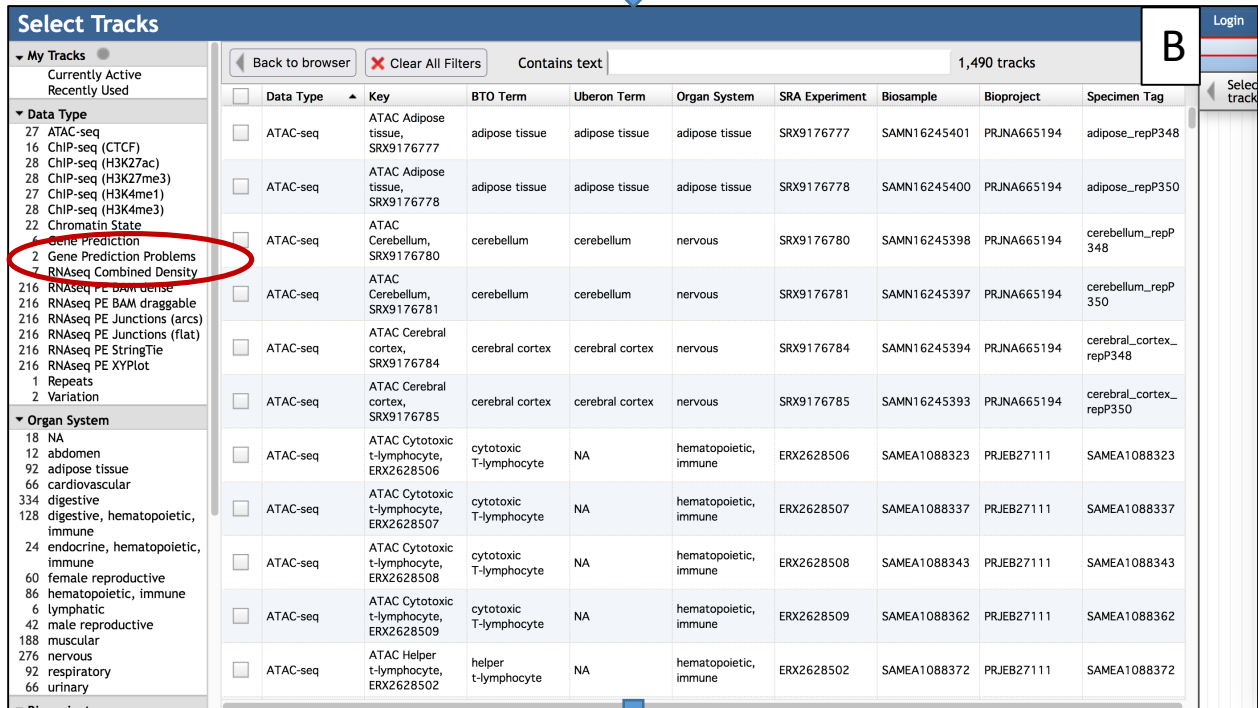 Select Tracks
B
Login
My Tracks
Currently Active
Recently Used
Back to browser
Clear All Filters
Contains text
1,490 tracks
Selec
track
Data Type
27 ATAC-seq
16 ChIP-seq (CTCF)
28 ChIP-seq (H3K27ac)
28 ChIP-seq (H3K27me3)
27 ChIP-seq (H3K4me1)
28 ChIP-seq (H3K4me3)
22 Chromatin State
6 Gene Prediction
2 Gene Prediction Problems
7 RNAseq Combined Density
216 RNAseq PE BAM dense
216 RNAseq PE BAM draggable
216 RNAseq PE Junctions (arcs)
216 RNAseq PE Junctions (flat)
216 RNAseq PE StringTie
216 RNAseq PE XYPlot
1 Repeats
2 Variation
Organ System
18 NA
12 abdomen
92 adipose tissue
66 cardiovascular
334 digestive
128 digestive, hematopoietic,
immune
24 endocrine, hematopoietic,
immune
60 female reproductive
86 hematopoietic, immune
6 lymphatic
42 male reproductive
188 muscular
276 nervous
92 respiratory
66 urinary
Data Type Key BTO Term Uberon Term Organ System SRA Experiment Biosample Bioproject Specimen Tag
ATAC-seq
ATAC Adipose
tissue,
SRX9176777
adipose tissue
adipose tissue
adipose tissue
SRX9176777
SAMN16245401
PRJNA665194
adipose_repP348
ATAC-seq
ATAC Adipose
tissue,
SRX9176778
adipose tissue
adipose tissue
adipose tissue
SRX9176778
SAMN16245400
PRJNA665194
adipose_repP350
ATAC-seq
ATAC
Cerebellum,
SRX9176780
cerebellum
cerebellum
nervous
SRX9176780
SAMN16245398
PRJNA665194
cerebellum_repP
348
ATAC-seq
ATAC
Cerebellum,
SRX9176781
cerebellum
cerebellum
nervous
SRX9176781
SAMN16245397
PRJNA665194
cerebellum_repP
350
ATAC-seq
ATAC Cerebral
cortex,
SRX9176784
cerebral cortex
cerebral cortex
nervous
SRX9176784
SAMN16245394
PRJNA665194
cerebral_cortex_
repP348
ATAC-seq
ATAC Cerebral
cortex,
SRX9176785
cerebral cortex
cerebral cortex
nervous
SRX9176785
SAMN16245393
PRJNA665194
cerebral_cortex_
repP350
ATAC-seq
ATAC Cytotoxic
t-lymphocyte,
ERX2628506
cytotoxic
T-lymphocyte
NA
hematopoietic,
immune
ERX2628506
SAMEA1088323
PRJEB27111
SAMEA1088323
ATAC-seq
ATAC Cytotoxic
t-lymphocyte,
ERX2628507
cytotoxic
T-lymphocyte
NA
hematopoietic,
immune
ERX2628507
SAMEA1088337
PRJEB27111
SAMEA1088337
ATAC-seq
ATAC Cytotoxic
t-lymphocyte,
ERX2628508
cytotoxic
T-lymphocyte
NA
hematopoietic,
immune
ERX2628508
SAMEA1088343
PRJEB27111
SAMEA1088343
ATAC-seq
ATAC Cytotoxic
t-lymphocyte,
ERX2628509
cytotoxic
T-lymphocyte
NA
hematopoietic,
immune
ERX2628509
SAMEA1088362
PRJEB27111
SAMEA1088362
ATAC-seq
ATAC Helper
t-lymphocyte,
ERX2628502
helper
t-lymphocyte
NA
hematopoietic,
immune
ERX2628502
SAMEA1088372
PRJEB27111
SAMEA1088372